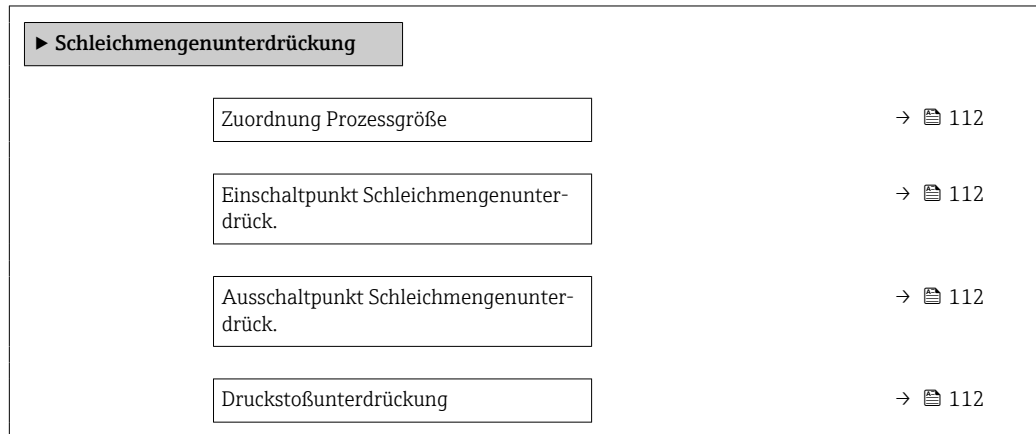 ▶ Schleichmengenunterdrückung
Zuordnung Prozessgröße → 112
Einschaltpunkt Schleichmengenunter-
drück. → 112
Ausschaltpunkt Schleichmengenunter-
drück. → 112
Druckstoßunterdrückung → 112